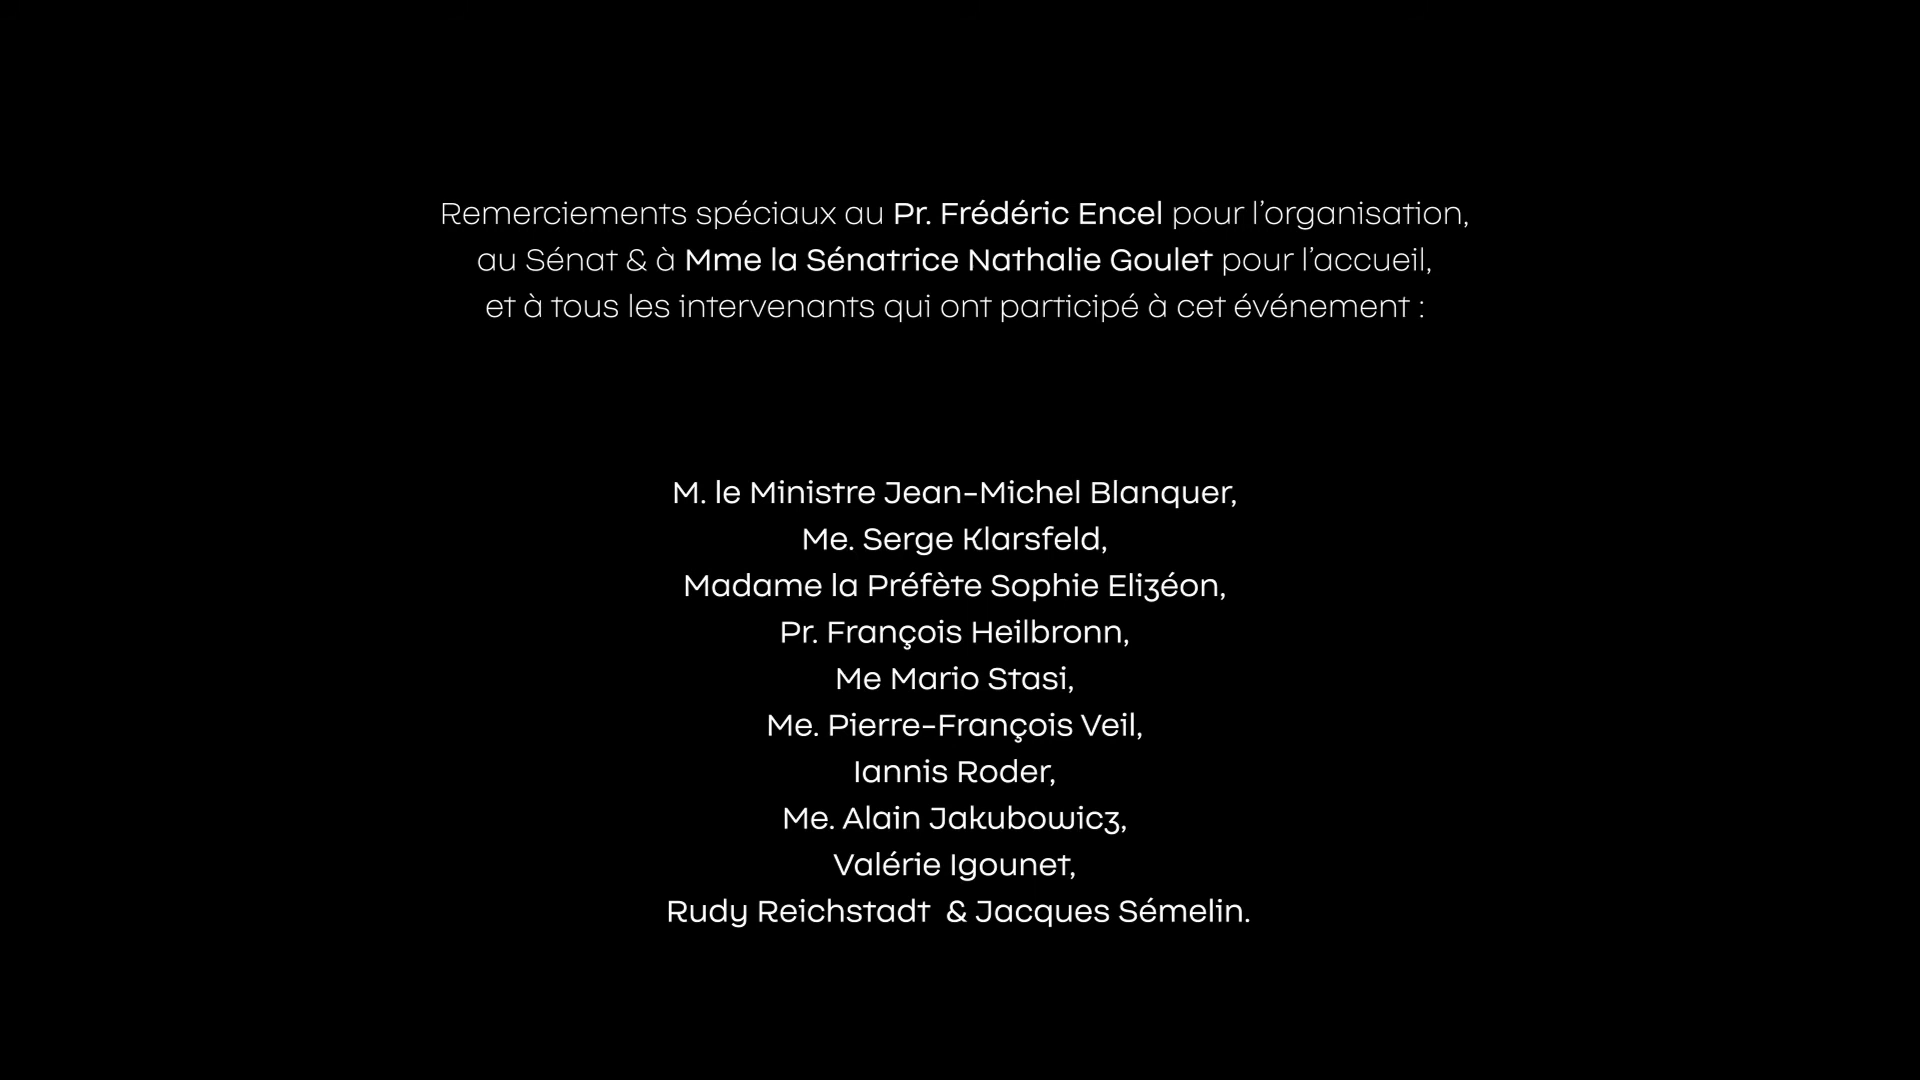 Remerciements spéciaux au Pr. Frédéric Encel pour l’organisation,
au Sénat & à Mme la Sénatrice Nathalie Goulet pour l’accueil,
et à tous les intervenants qui ont participé à cet événement :
M. le Ministre Jean-Michel Blanquer,
Me. Serge Klarsfeld,
Madame la Préfète Sophie Elizéon,
Pr. François Heilbronn,
Me Mario Stasi,
Me. Pierre-François Veil,
Iannis Roder,
Me. Alain Jakubowicz,
Valérie Igounet,
Rudy Reichstadt & Jacques Sémelin.